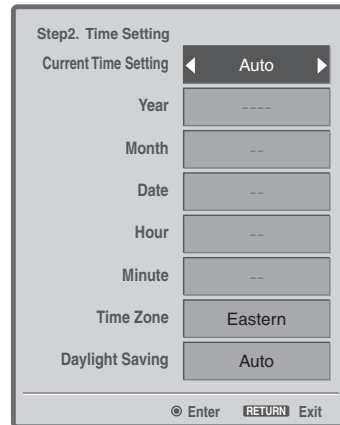 Step2. Time Setting
Current Time Setting ◀ Auto ▶
Year ----
Month --
Date --
Hour --
Minute --
Time Zone Eastern
Daylight Saving Auto
◉ Enter RETURN Exit